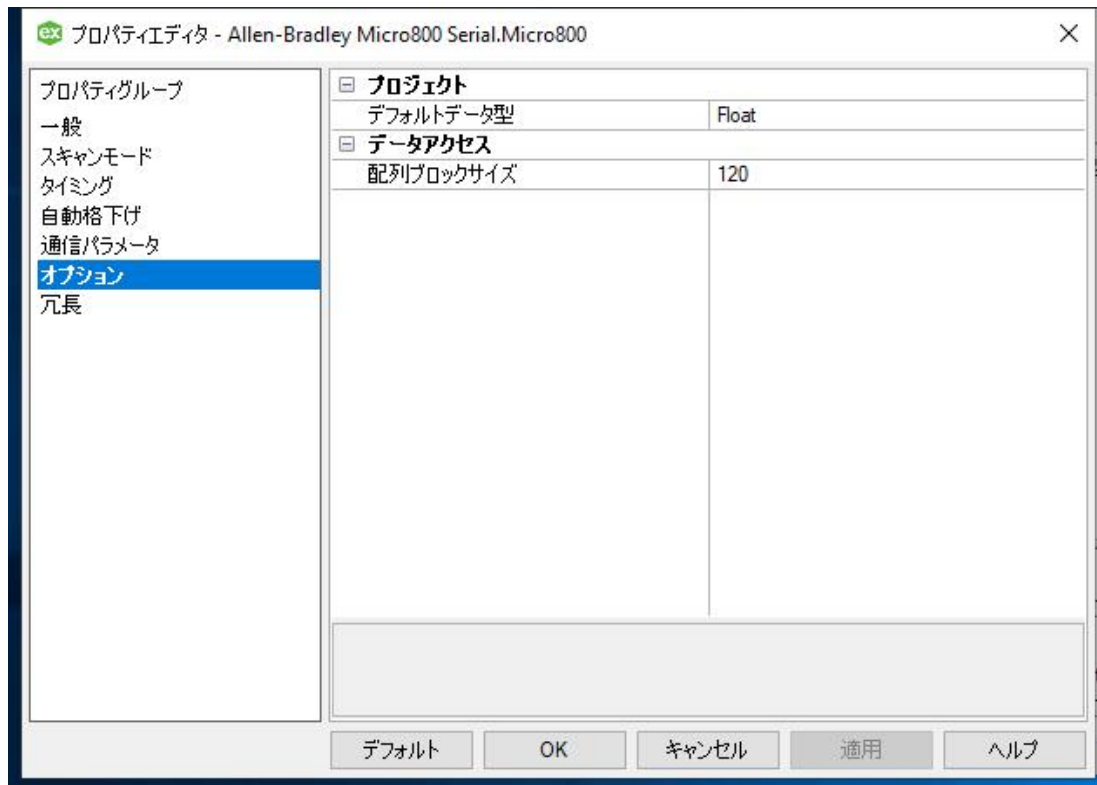 ex プロパティエディタ - Allen-Bradley Micro800 Serial.Micro800
プロパティグループ
一般
スキャンモード
タイミング
自動格下げ
通信パラメータ
オプション
冗長
プロジェクト
デフォルトデータ型 Float
データアクセス
配列ブロックサイズ 120
デフォルト OK キャンセル 適用 ヘルプ